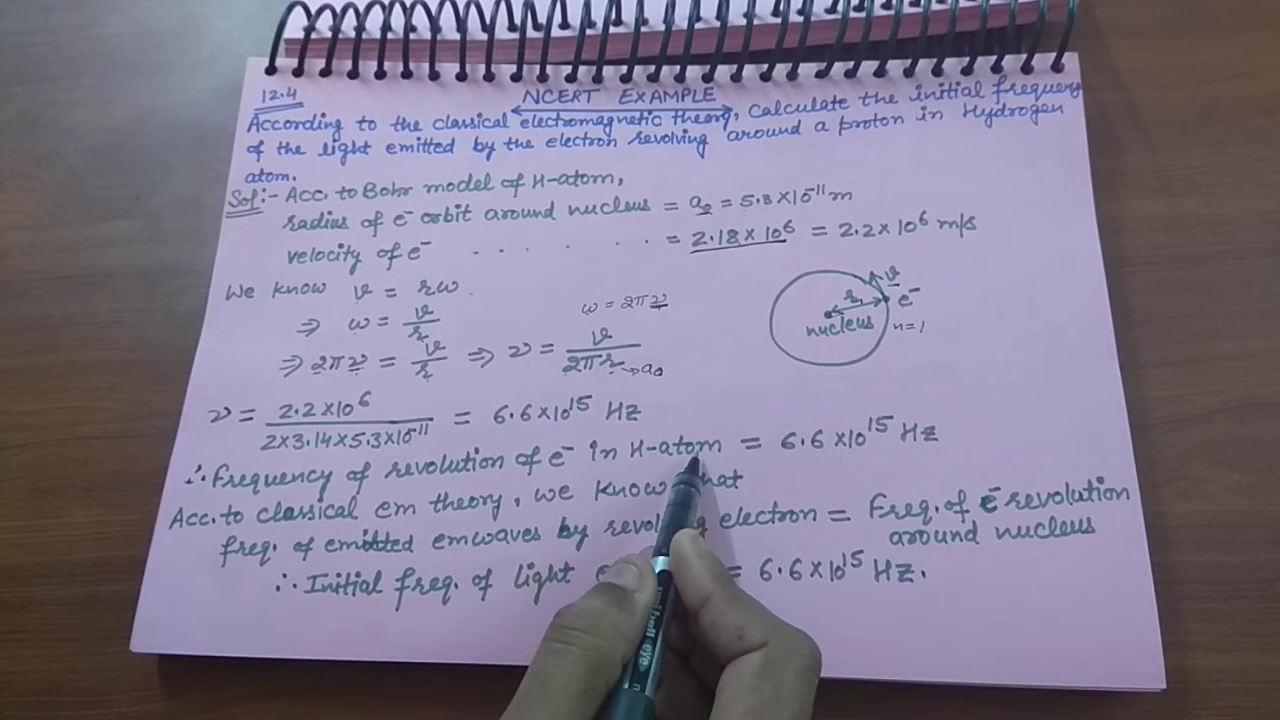 12.4
NCERT EXAMPLE
According to the classical electromagnetic theory, calculate the initial frequency
of the light emitted by the electron revolving around a proton in Hydrogen
atom.
Sol:- Acc. to Bohr model of H-atom,
radius of e⁻ orbit around nucleus = a₀ = 5.3×10⁻¹¹ m
velocity of e⁻ . . . . . . . . = 2.18×10⁶ = 2.2×10⁶ m/s
We know v = rω
ω = 2πν
⇒ ω = v/r
⇒ 2πν = v/r ⇒ ν = v/2πr → a₀
v
r₁
e⁻
nucleus
n=1
ν = 2.2×10⁶ / 2×3.14×5.3×10⁻¹¹ = 6.6×10¹⁵ Hz
∴ Frequency of revolution of e⁻ in H-atom = 6.6×10¹⁵ Hz
Acc. to classical em theory, we know that
freq. of emitted em waves by revolving electron = Freq. of e⁻ revolution
around nucleus
∴ Initial freq. of light = 6.6×10¹⁵ Hz.
uniball eye